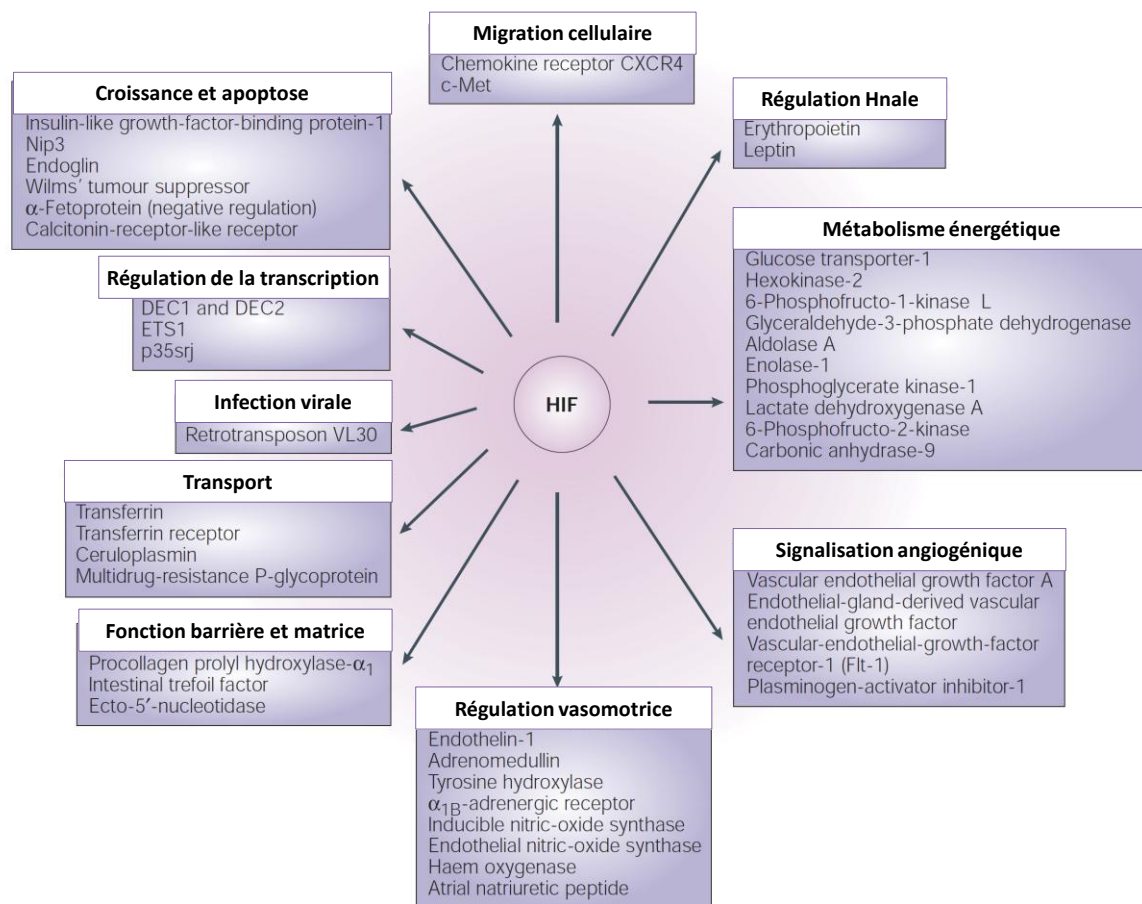 Migration cellulaire
Chemokine receptor CXCR4
c-Met
Croissance et apoptose
Insulin-like growth-factor-binding protein-1
Nip3
Endoglin
Wilms' tumour suppressor
α-Fetoprotein (negative regulation)
Calcitonin-receptor-like receptor
Régulation Hnale
Erythropoietin
Leptin
Régulation de la transcription
DEC1 and DEC2
ETS1
p35srj
Métabolisme énergétique
Glucose transporter-1
Hexokinase-2
6-Phosphofructo-1-kinase L
Glyceraldehyde-3-phosphate dehydrogenase
Aldolase A
Enolase-1
Phosphoglycerate kinase-1
Lactate dehydroxygenase A
6-Phosphofructo-2-kinase
Carbonic anhydrase-9
HIF
Infection virale
Retrotransposon VL30
Transport
Transferrin
Transferrin receptor
Ceruloplasmin
Multidrug-resistance P-glycoprotein
Signalisation angiogénique
Vascular endothelial growth factor A
Endothelial-gland-derived vascular
endothelial growth factor
Vascular-endothelial-growth-factor
receptor-1 (Flt-1)
Plasminogen-activator inhibitor-1
Fonction barrière et matrice
Procollagen prolyl hydroxylase-α1
Intestinal trefoil factor
Ecto-5′-nucleotidase
Régulation vasomotrice
Endothelin-1
Adrenomedullin
Tyrosine hydroxylase
α1B-adrenergic receptor
Inducible nitric-oxide synthase
Endothelial nitric-oxide synthase
Haem oxygenase
Atrial natriuretic peptide